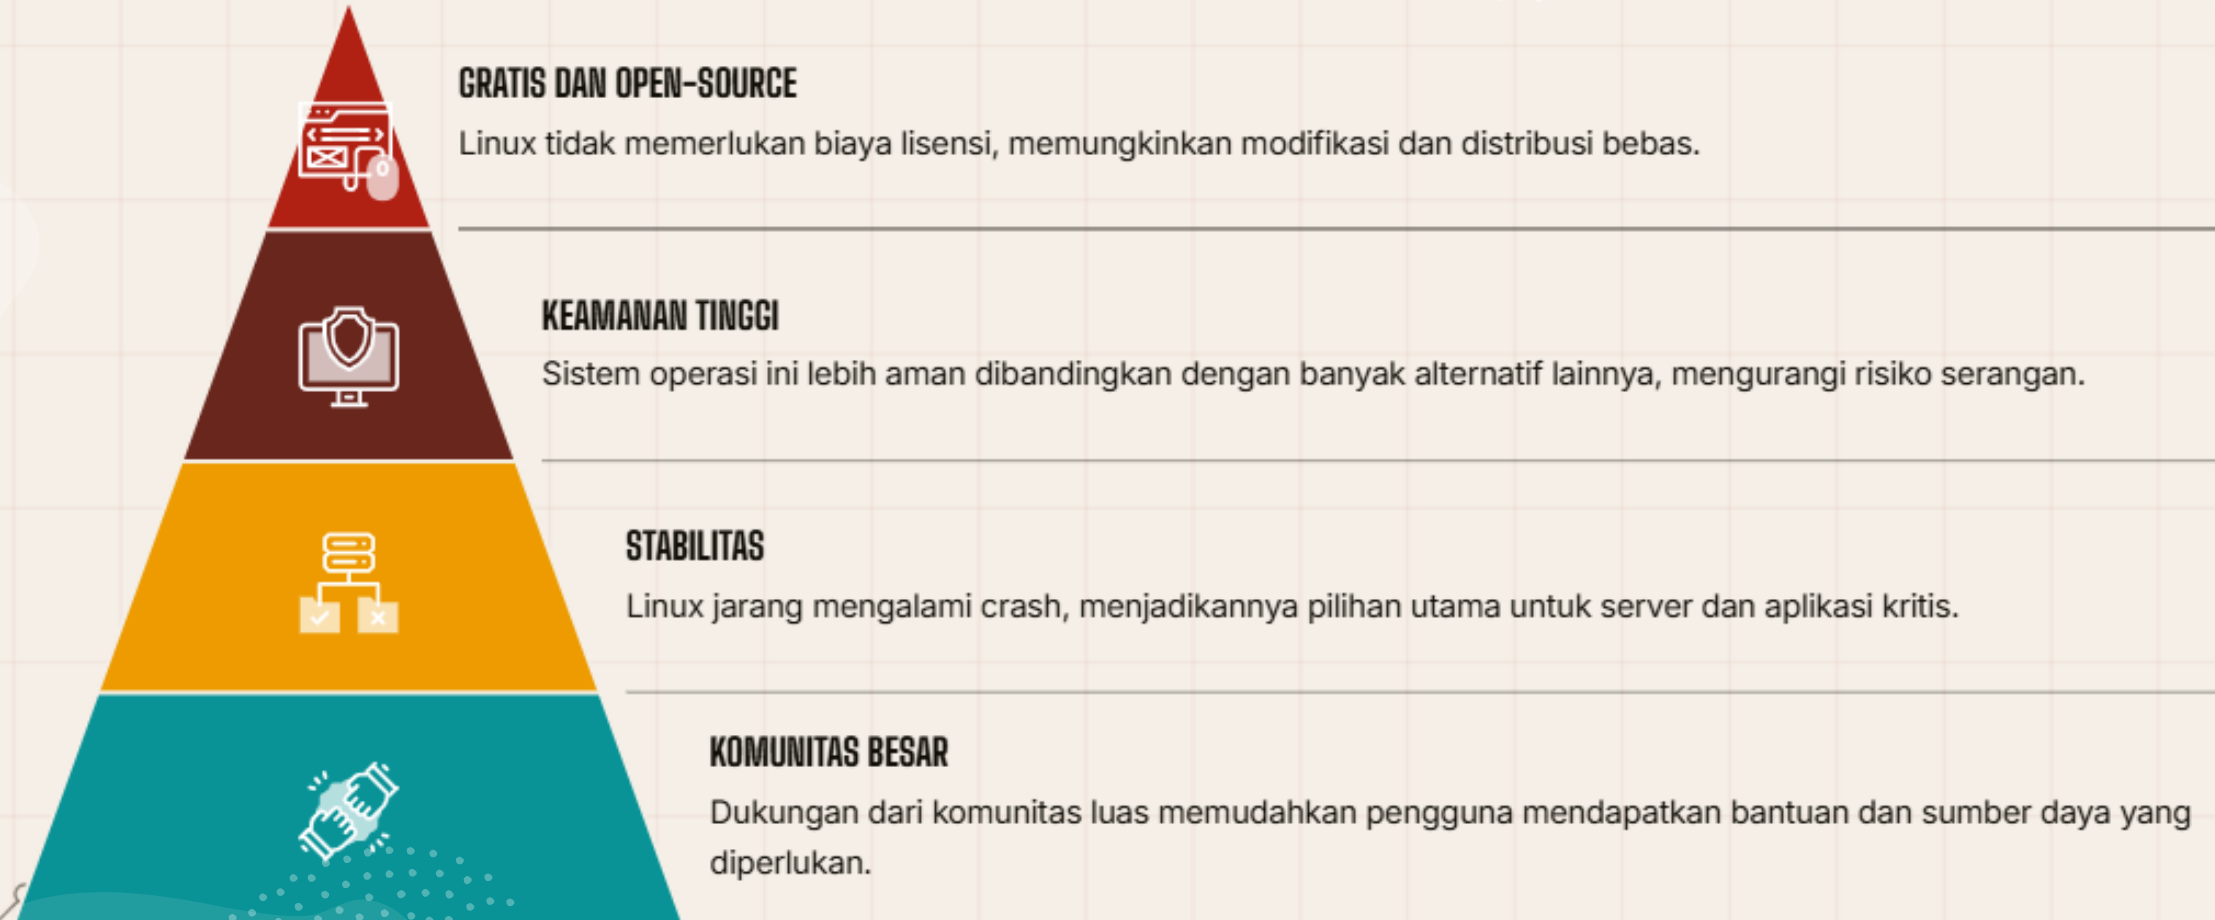 GRATIS DAN OPEN-SOURCE
Linux tidak memerlukan biaya lisensi, memungkinkan modifikasi dan distribusi bebas.
KEAMANAN TINGGI
Sistem operasi ini lebih aman dibandingkan dengan banyak alternatif lainnya, mengurangi risiko serangan.
STABILITAS
Linux jarang mengalami crash, menjadikannya pilihan utama untuk server dan aplikasi kritis.
KOMUNITAS BESAR
Dukungan dari komunitas luas memudahkan pengguna mendapatkan bantuan dan sumber daya yang
diperlukan.